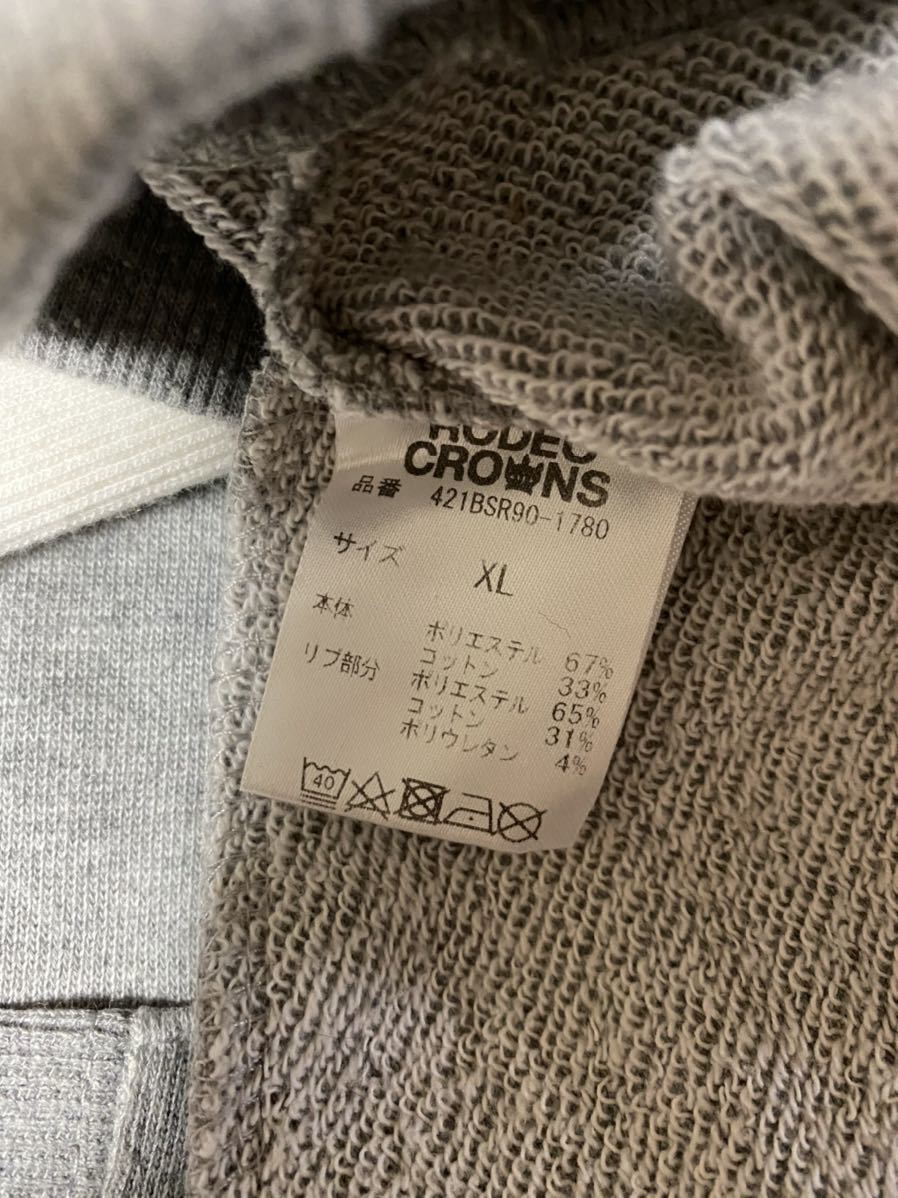 RODEO
CROWNS
品番 421BSR90-1780
サイズ XL
本体 ポリエステル 67%
コットン 33%
リブ部分 ポリエステル 65%
コットン 31%
ポリウレタン 4%
40